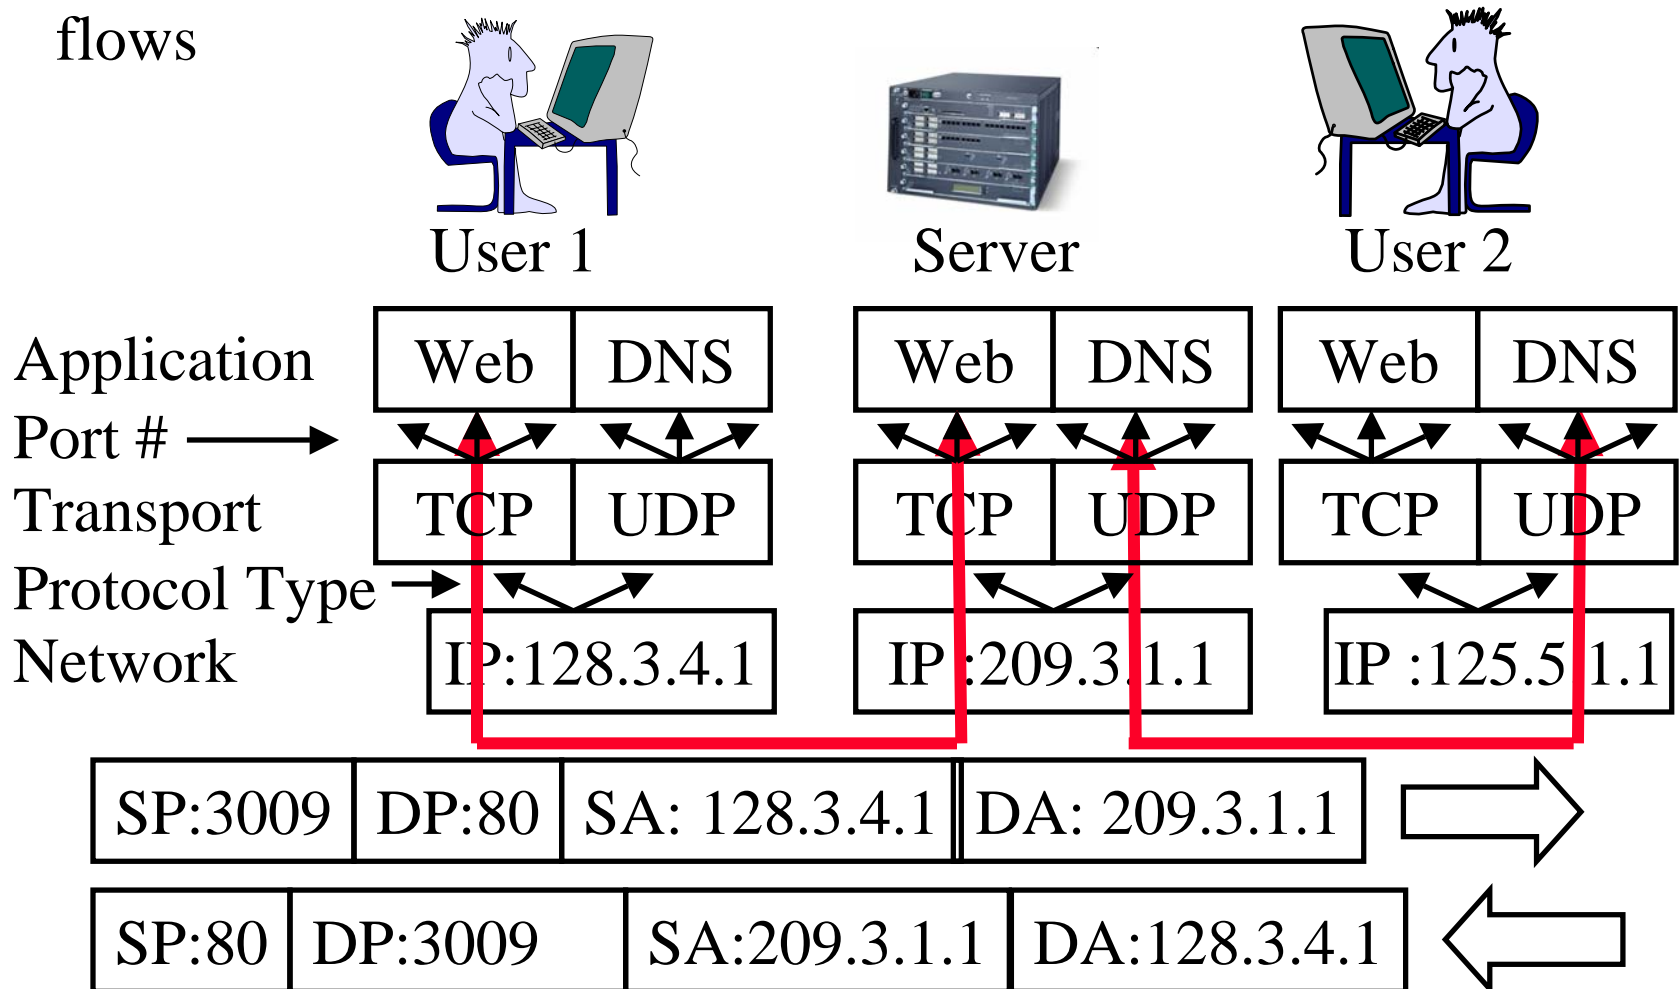 flows
User 1 Server User 2
Application Web DNS Web DNS Web DNS
Port #
Transport TCP UDP TCP UDP TCP UDP
Protocol Type
Network IP:128.3.4.1 IP :209.3.1.1 IP :125.5.1.1
SP:3009 DP:80 SA: 128.3.4.1 DA: 209.3.1.1
SP:80 DP:3009 SA:209.3.1.1 DA:128.3.4.1